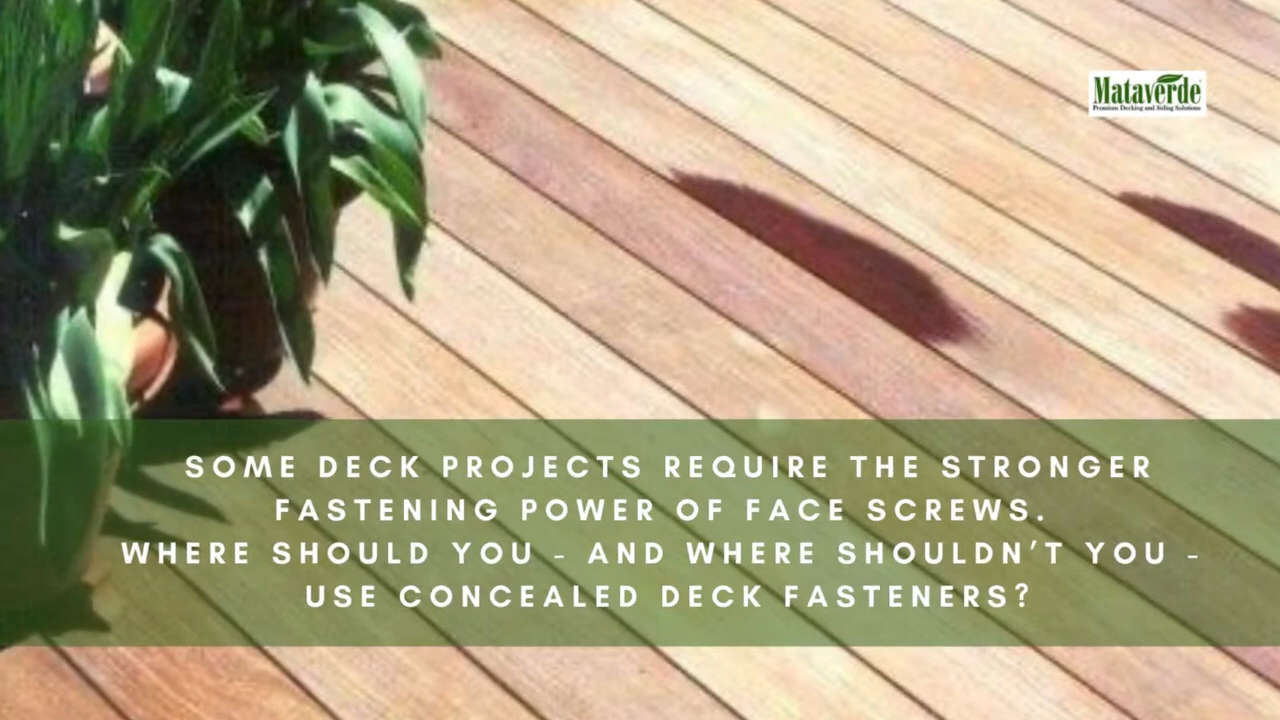 Mataverde
Premium Decking and Siding Solutions
SOME DECK PROJECTS REQUIRE THE STRONGER
FASTENING POWER OF FACE SCREWS.
WHERE SHOULD YOU - AND WHERE SHOULDN'T YOU -
USE CONCEALED DECK FASTENERS?